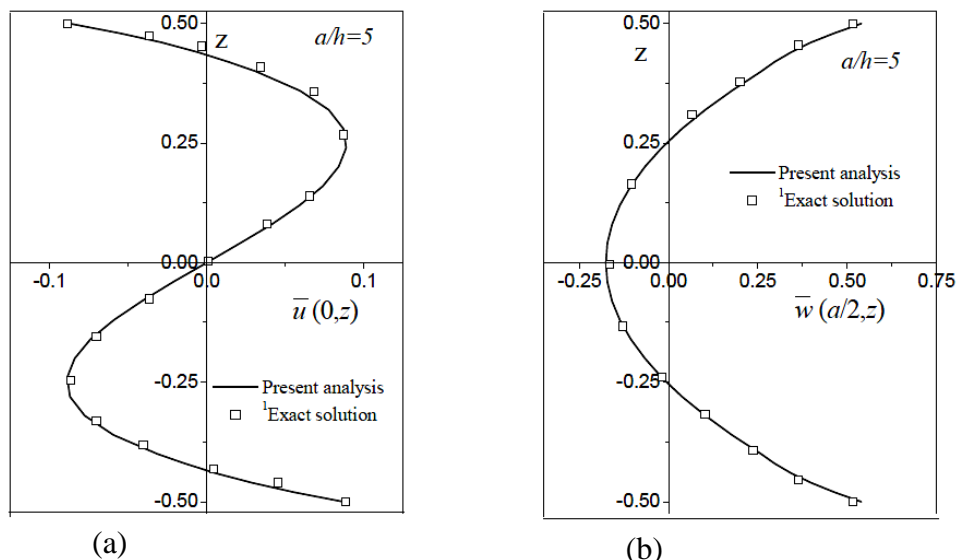 0.50
z
a/h=5
0.25
0.00
-0.1
0.0
0.1
u̅ (0,z)
-0.25
Present analysis
¹Exact solution
-0.50
(a)
0.50
z
a/h=5
0.25
Present analysis
¹Exact solution
0.00
0.00
0.25
0.50
0.75
w̅ (a/2,z)
-0.25
-0.50
(b)